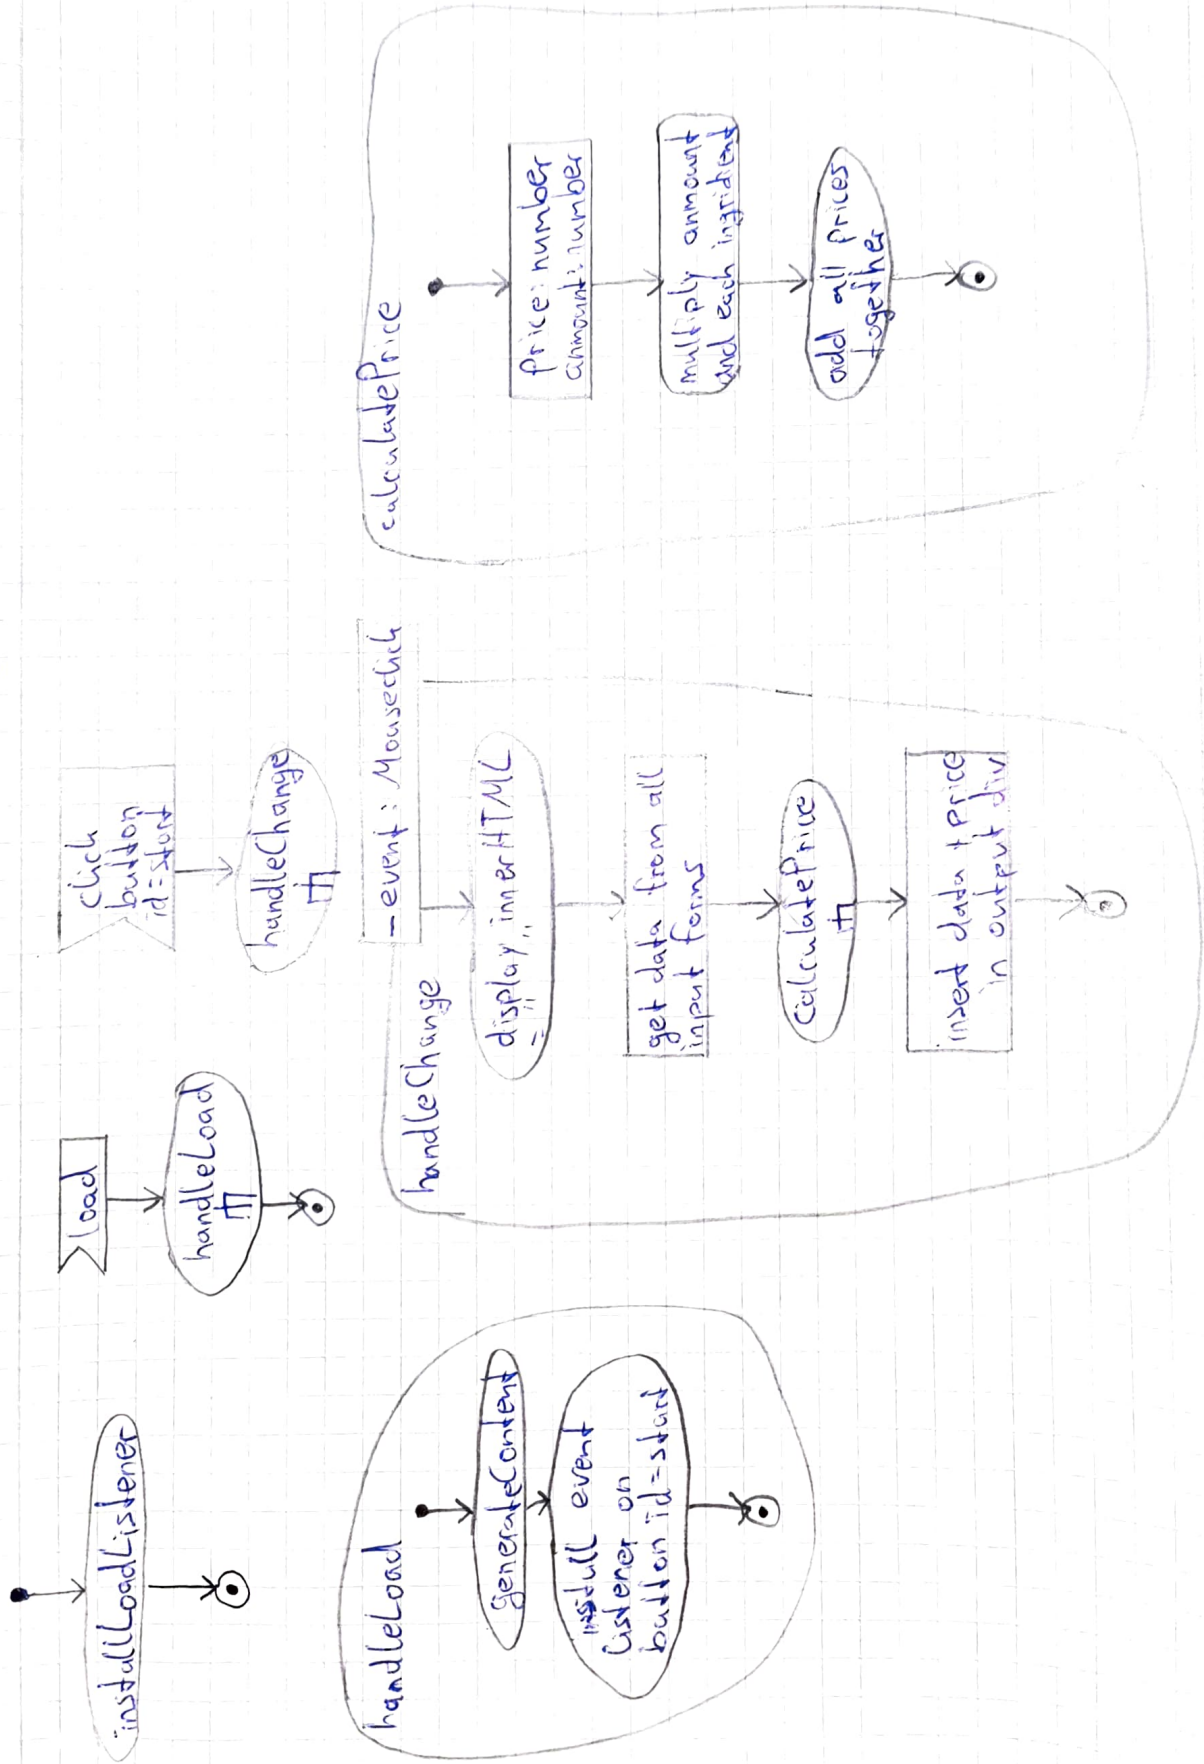 installLoadListener
load
handleLoad
click
button
id=start
handleChange
handleLoad
generateContent
install event
Listener on
button id=start
handleChange
event: Mouseclick
display innerHTML
get data from all
input forms
CalculatePrice
insert data + price
in output div
calculatePrice
Price: number
anmount: number
multiply anmount
and each ingridient
add all prices
together